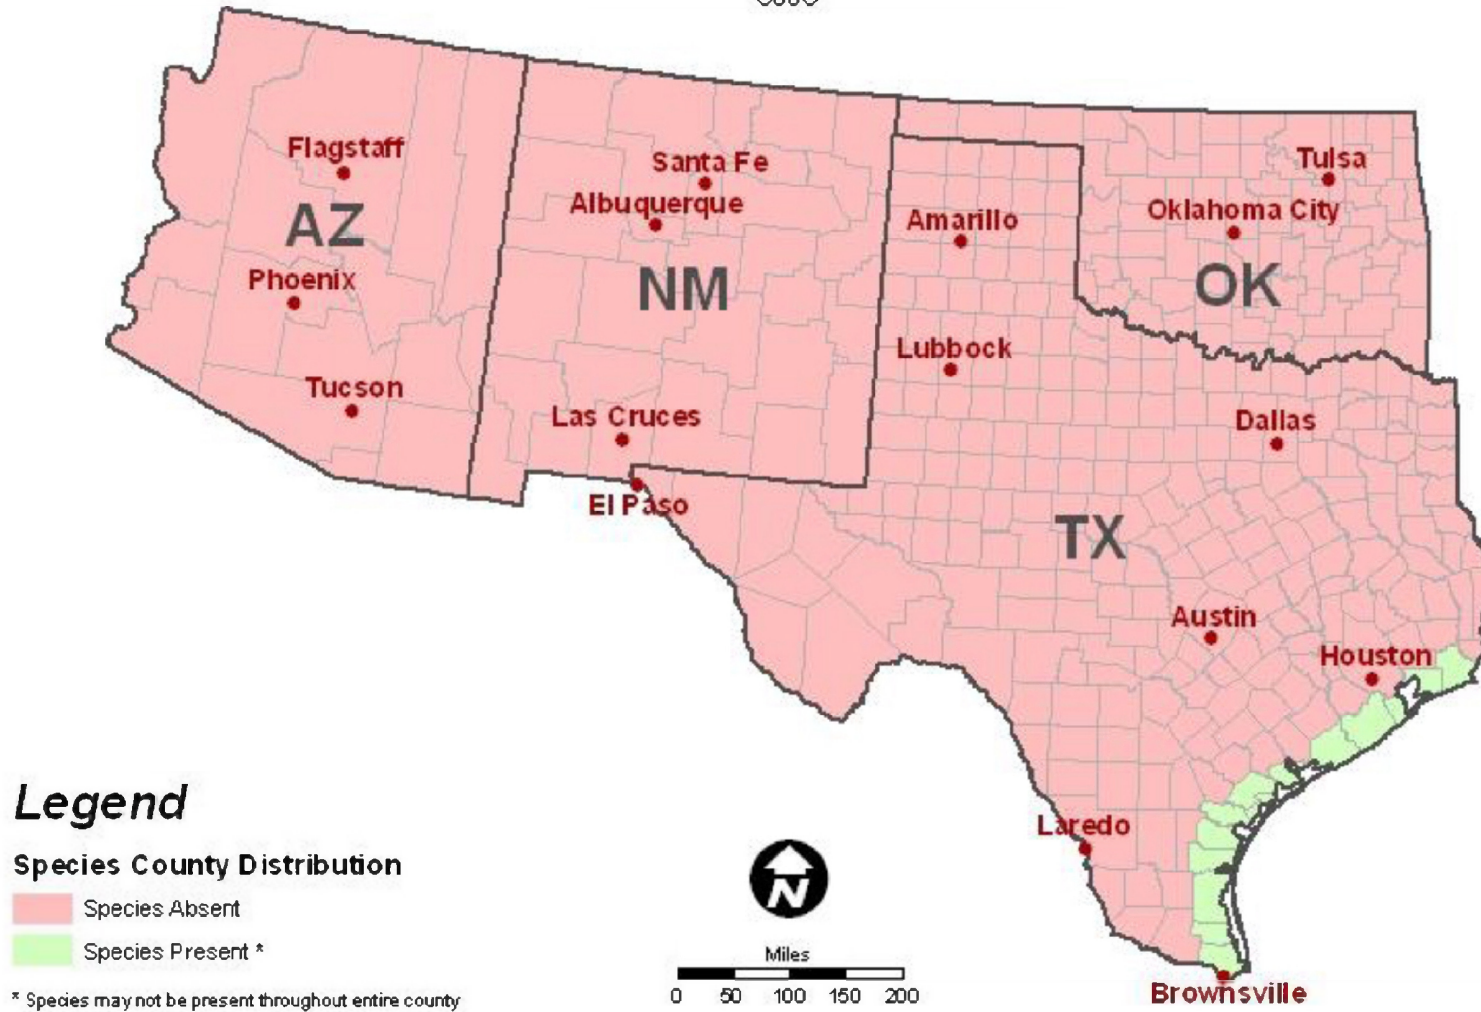 Flagstaff
Santa Fe
Tulsa
Albuquerque
Amarillo
Oklahoma City
AZ
Phoenix
NM
OK
Lubbock
Tucson
Las Cruces
Dallas
El Paso
TX
Austin
Houston
Legend
Laredo
Species County Distribution
Species Absent
N
Species Present *
Miles
* Species may not be present throughout entire county
0 50 100 150 200
Brownsville